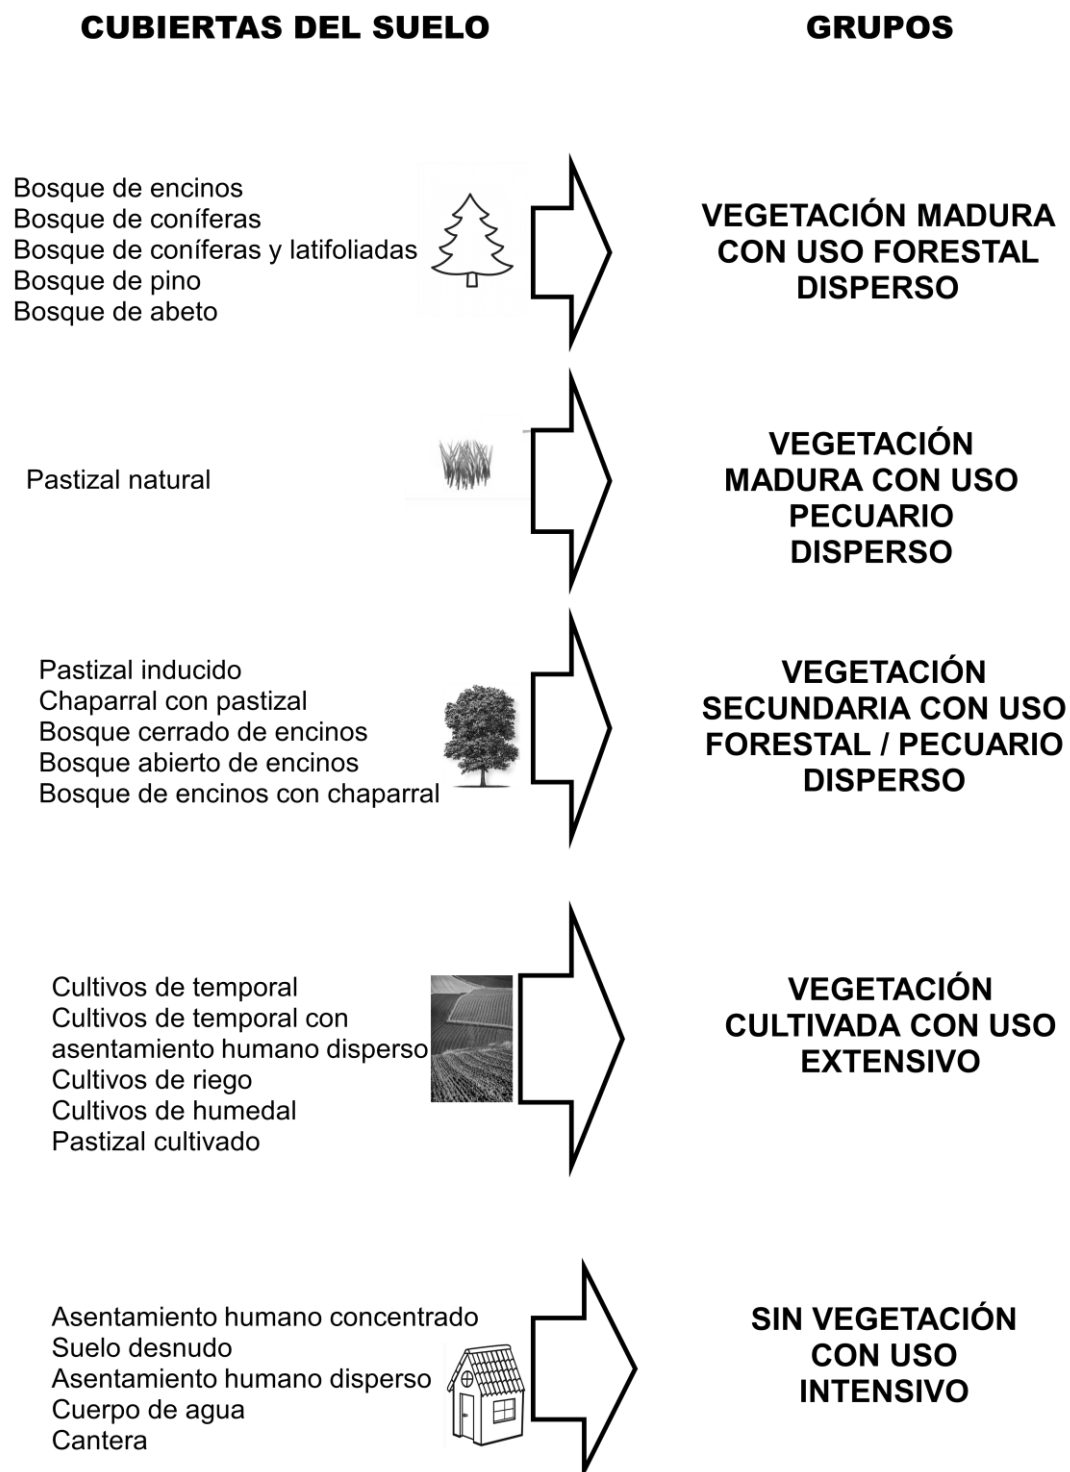 CUBIERTAS DEL SUELO
GRUPOS
Bosque de encinos
Bosque de coníferas
Bosque de coníferas y latifoliadas
Bosque de pino
Bosque de abeto
VEGETACIÓN MADURA
CON USO FORESTAL
DISPERSO
Pastizal natural
VEGETACIÓN
MADURA CON USO
PECUARIO
DISPERSO
Pastizal inducido
Chaparral con pastizal
Bosque cerrado de encinos
Bosque abierto de encinos
Bosque de encinos con chaparral
VEGETACIÓN
SECUNDARIA CON USO
FORESTAL / PECUARIO
DISPERSO
Cultivos de temporal
Cultivos de temporal con
asentamiento humano disperso
Cultivos de riego
Cultivos de humedal
Pastizal cultivado
VEGETACIÓN
CULTIVADA CON USO
EXTENSIVO
Asentamiento humano concentrado
Suelo desnudo
Asentamiento humano disperso
Cuerpo de agua
Cantera
SIN VEGETACIÓN
CON USO
INTENSIVO